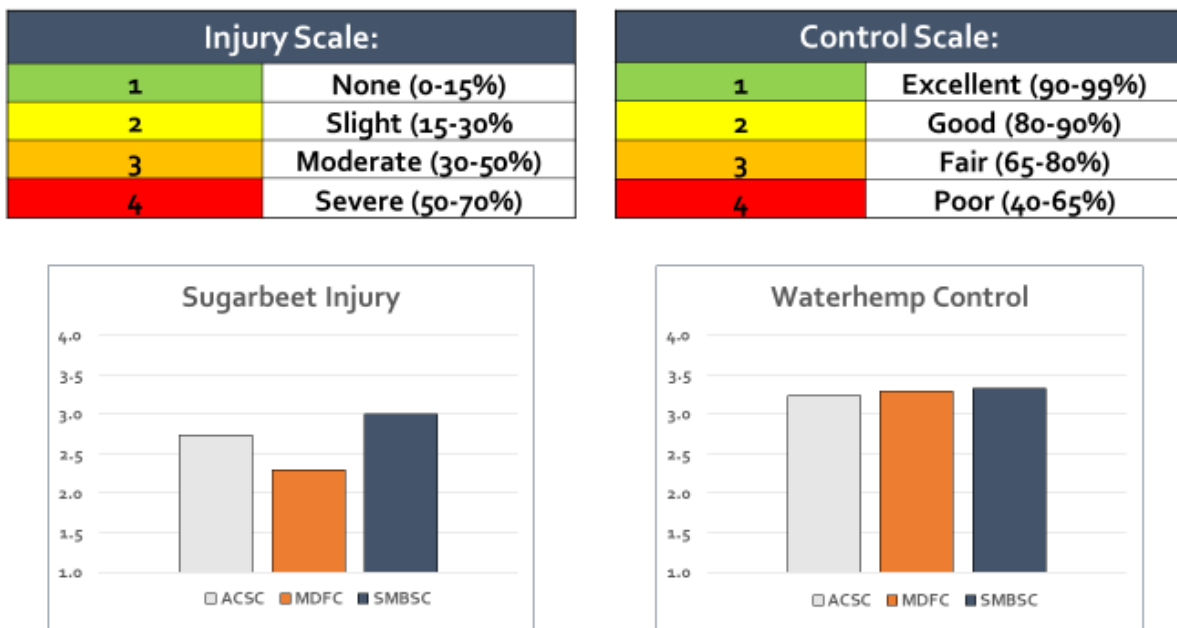 Injury Scale:
1 None (0-15%)
2 Slight (15-30%
3 Moderate (30-50%)
4 Severe (50-70%)
Control Scale:
1 Excellent (90-99%)
2 Good (80-90%)
3 Fair (65-80%)
4 Poor (40-65%)
Sugarbeet Injury
4.0
3.5
3.0
2.5
2.0
1.5
1.0
ACSC MDFC SMBSC
Waterhemp Control
4.0
3.5
3.0
2.5
2.0
1.5
1.0
ACSC MDFC SMBSC